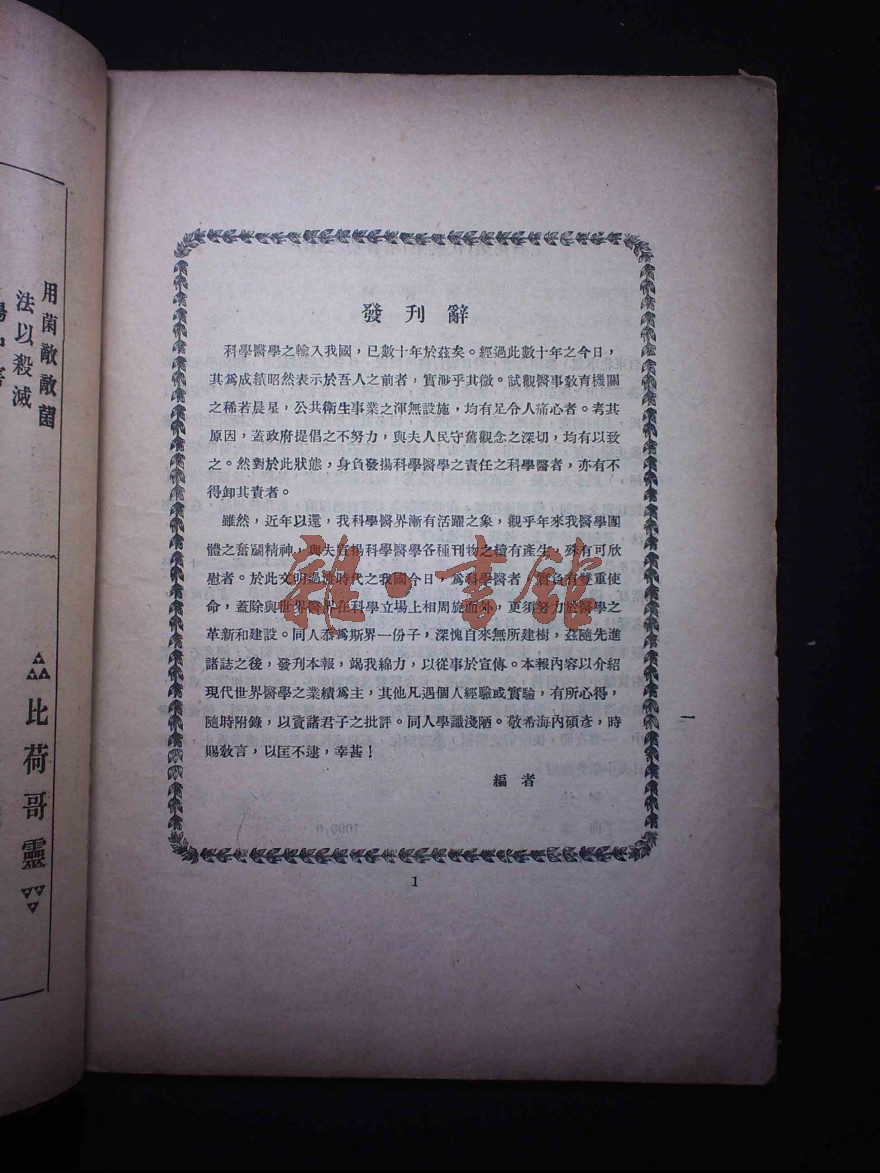 發刊辭
科學醫學之輸入我國，已數十年於茲矣。經過此數十年之今日，
其爲成績昭然表示於吾人之前者，實渺乎其微。試觀醫事敎育機關
之稀若晨星，公共衞生事業之渾無設施，均有足令人痛心者。考其
原因，蓋政府提倡之不努力，與夫人民守舊觀念之深切，均有以致
之。然對於此狀態，身負發揚科學醫學之責任之科學醫者，亦有不
得卸其責者。
雖然，近年以還，我科學醫界漸有活躍之象，觀乎年來我醫學團
體之奮鬭精神，與夫宣揚科學醫學各種刋物之積有產生，殊有可欣
慰者。於此文明過渡時代之我國今日，爲科學醫者。實負有雙重使
命，蓋除與世界醫界在科學立場上相周旋而外，更須努力於醫學之
革新和建設。同人忝爲斯界一份子，深愧自來無所建樹，茲隨先進
諸誌之後，發刊本報，竭我綿力，以從事於宣傳。本報內容以介紹
現代世界醫學之業績爲主，其他凡遇個人經驗或實驗，有所心得，
隨時附錄，以資諸君子之批評。同人學識淺陋。敬希海內碩彥，時
賜敎言，以匡不逮，幸甚！
編者
1
一
用菌敵敵菌
法以殺滅
比荷哥靈
雜·書館